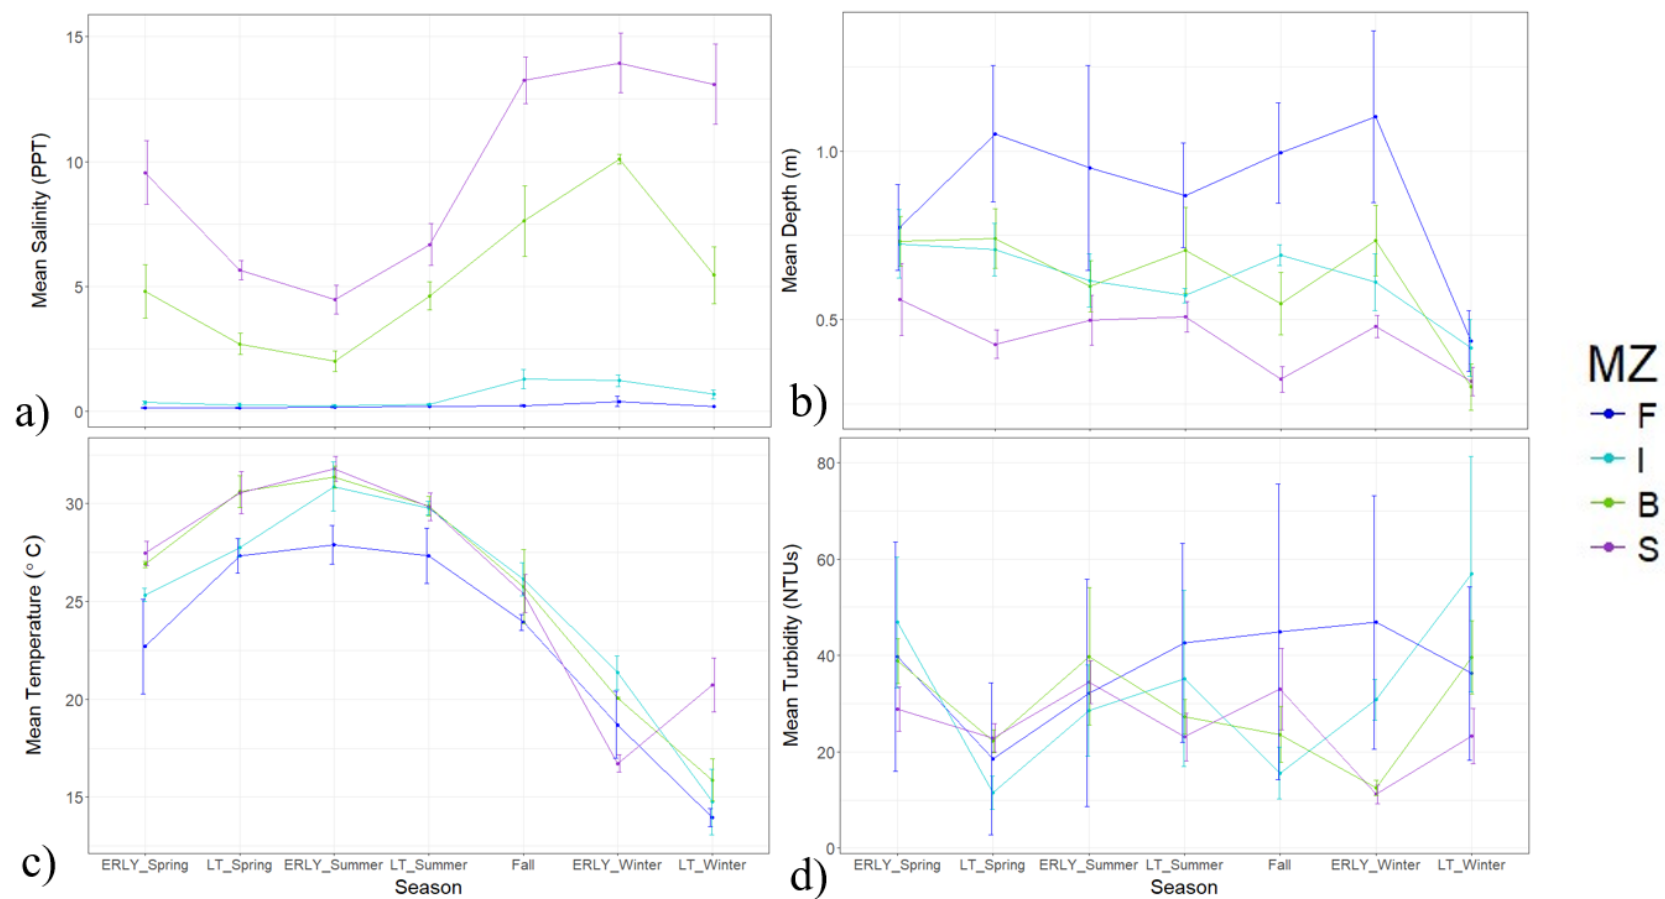 15
10
5
0
Mean Salinity (PPT)
a)
1.0
0.5
Mean Depth (m)
b)
30
25
20
15
Mean Temperature (° C)
ERLY_Spring LT_Spring ERLY_Summer LT_Summer Fall ERLY_Winter LT_Winter
Season
c)
80
60
40
20
0
Mean Turbidity (NTUs)
ERLY_Spring LT_Spring ERLY_Summer LT_Summer Fall ERLY_Winter LT_Winter
Season
d)
MZ
F
I
B
S